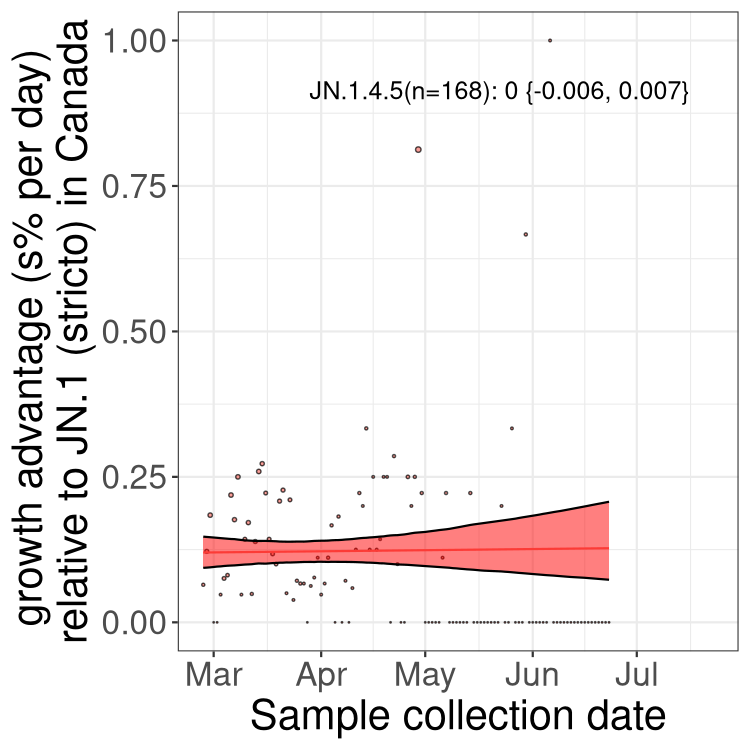 growth advantage (s% per day)
relative to JN.1 (stricto) in Canada
1.00
0.75
0.50
0.25
0.00
JN.1.4.5(n=168): 0 {-0.006, 0.007}
Mar Apr May Jun Jul
Sample collection date